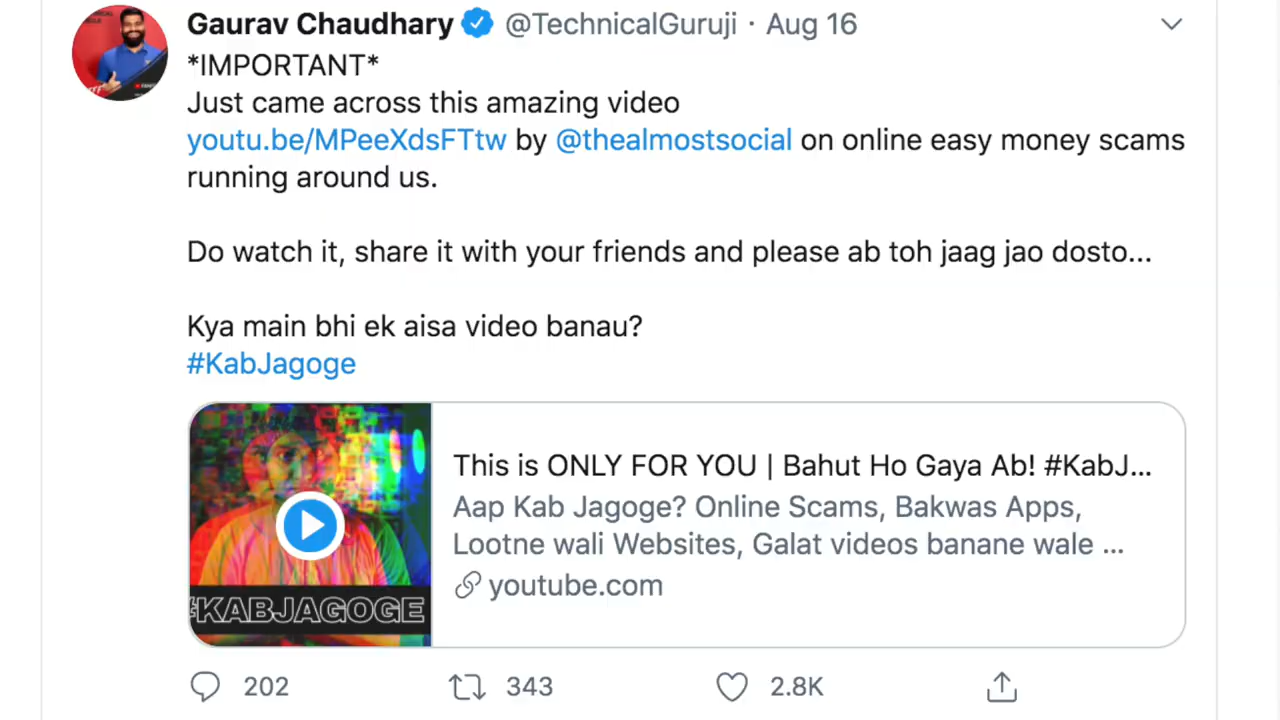 Gaurav Chaudhary @TechnicalGuruji · Aug 16
*IMPORTANT*
Just came across this amazing video
youtu.be/MPeeXdsFTtw by @thealmostsocial on online easy money scams
running around us.
Do watch it, share it with your friends and please ab toh jaag jao dosto...
Kya main bhi ek aisa video banau?
#KabJagoge
This is ONLY FOR YOU | Bahut Ho Gaya Ab! #KabJ...
Aap Kab Jagoge? Online Scams, Bakwas Apps,
Lootne wali Websites, Galat videos banane wale ...
youtube.com
#KABJAGOGE
202 343 2.8K